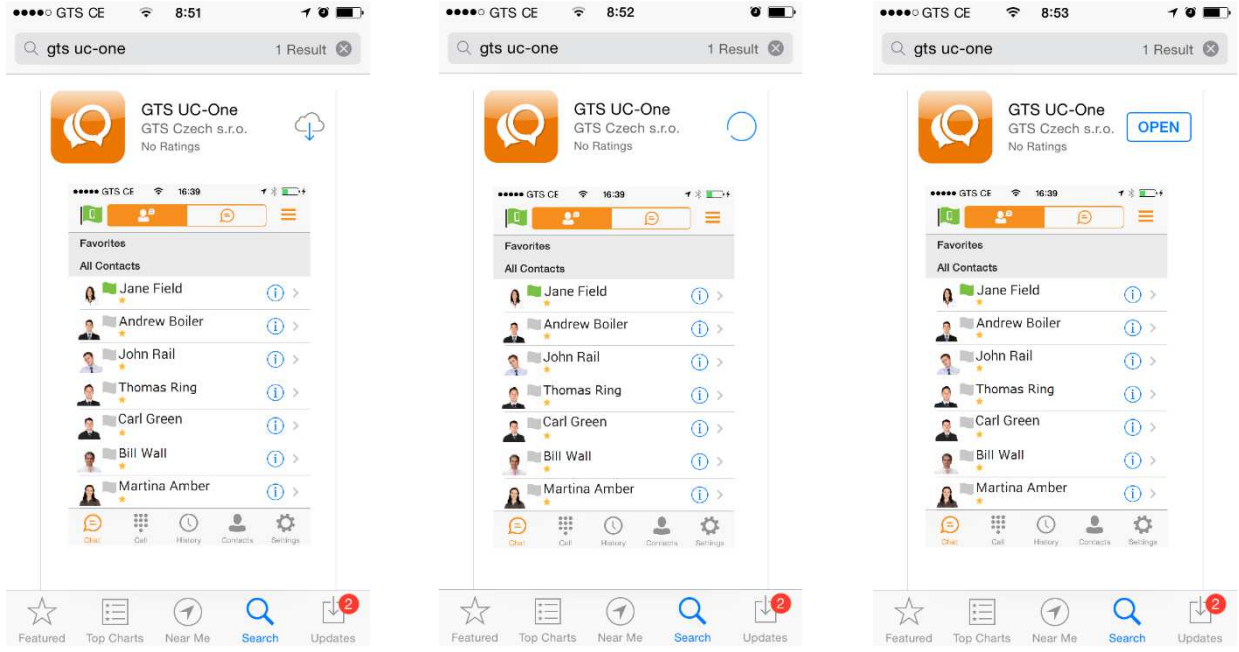 GTS CE 8:51
gts uc-one 1 Result
GTS UC-One
GTS Czech s.r.o.
No Ratings
GTS CE 16:39
Favorites
All Contacts
Jane Field
Andrew Boiler
John Rail
Thomas Ring
Carl Green
Bill Wall
Martina Amber
Chat Call History Contacts Settings
Featured Top Charts Near Me Search Updates
2
GTS CE 8:52
gts uc-one 1 Result
GTS UC-One
GTS Czech s.r.o.
No Ratings
GTS CE 16:39
Favorites
All Contacts
Jane Field
Andrew Boiler
John Rail
Thomas Ring
Carl Green
Bill Wall
Martina Amber
Chat Call History Contacts Settings
Featured Top Charts Near Me Search Updates
2
GTS CE 8:53
gts uc-one 1 Result
GTS UC-One
GTS Czech s.r.o.
No Ratings
OPEN
GTS CE 16:39
Favorites
All Contacts
Jane Field
Andrew Boiler
John Rail
Thomas Ring
Carl Green
Bill Wall
Martina Amber
Chat Call History Contacts Settings
Featured Top Charts Near Me Search Updates
2